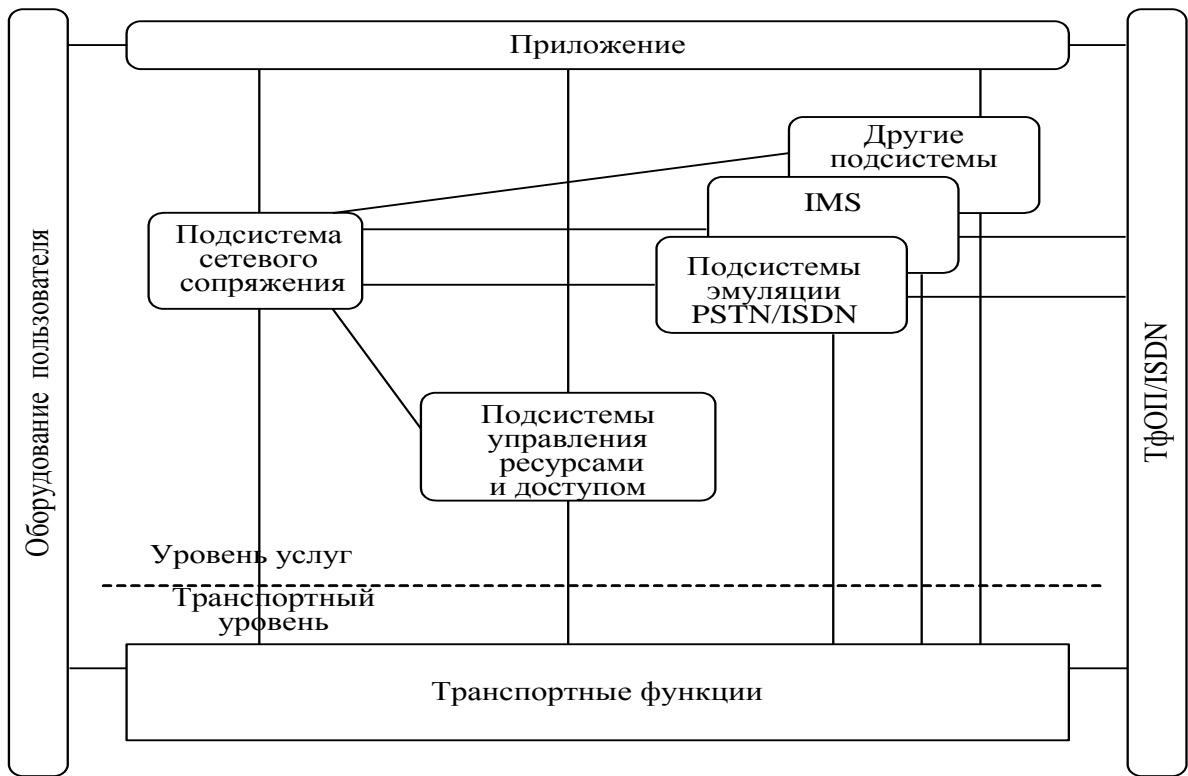 Приложение
Другие
подсистемы
IMS
Подсистема
сетевого
сопряжения
Подсистемы
эмуляции
PSTN/ISDN
Подсистемы
управления
ресурсами
и доступом
Уровень услуг
Транспортный
уровень
Транспортные функции
Оборудование пользователя
ТфОП/ISDN